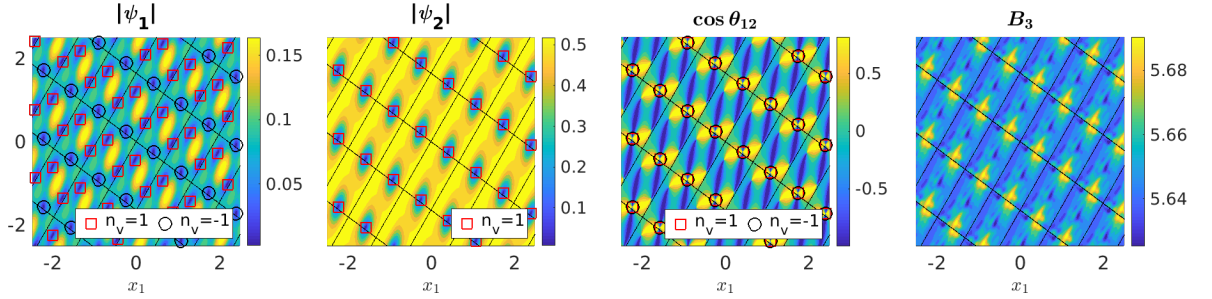 |ψ₁|
|ψ₂|
cos θ₁₂
B₃
2
0
-2
-2
0
2
x₁
0.15
0.1
0.05
n_v=1
n_v=-1
-2
0
2
x₁
0.5
0.4
0.3
0.2
0.1
n_v=1
-2
0
2
x₁
0.5
0
-0.5
n_v=1
n_v=-1
-2
0
2
x₁
5.68
5.66
5.64